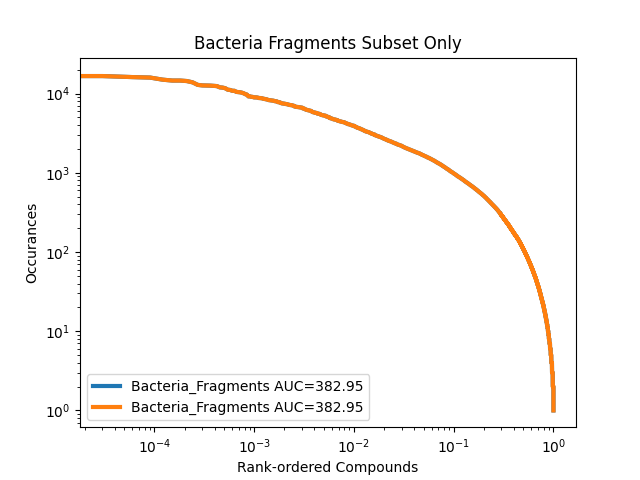 Bacteria Fragments Subset Only
Occurances
10^4
10^3
10^2
10^1
10^0
Bacteria_Fragments AUC=382.95
Bacteria_Fragments AUC=382.95
10^−4 10^−3 10^−2 10^−1 10^0
Rank-ordered Compounds